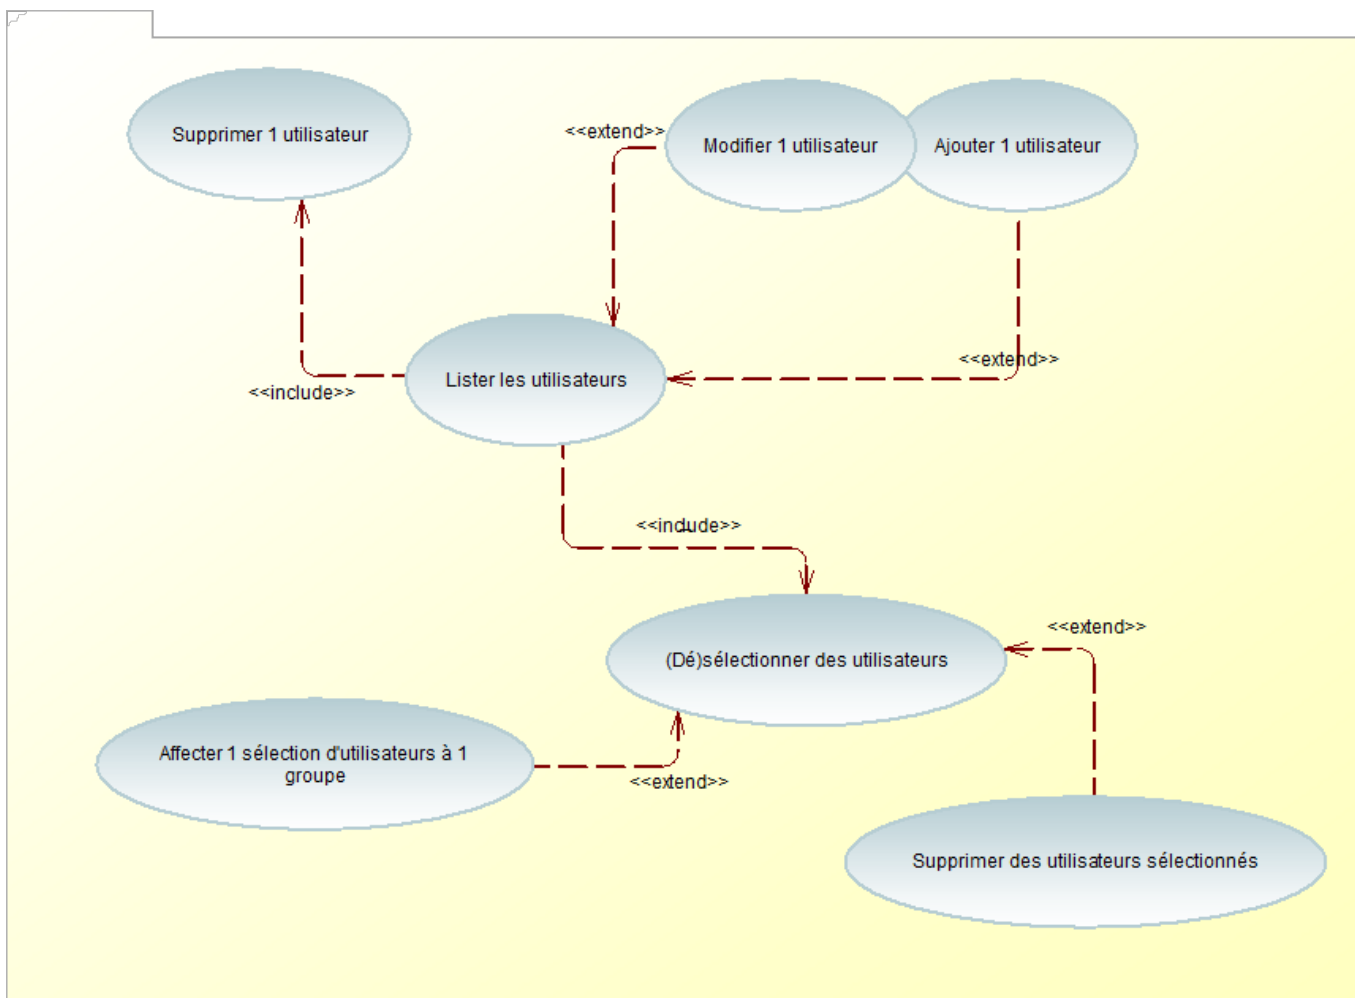 Supprimer 1 utilisateur
<<extend>>
Modifier 1 utilisateur
Ajouter 1 utilisateur
<<extend>>
Lister les utilisateurs
<<include>>
<<include>>
<<extend>>
(Dé)sélectionner des utilisateurs
Affecter 1 sélection d'utilisateurs à 1
groupe
<<extend>>
Supprimer des utilisateurs sélectionnés